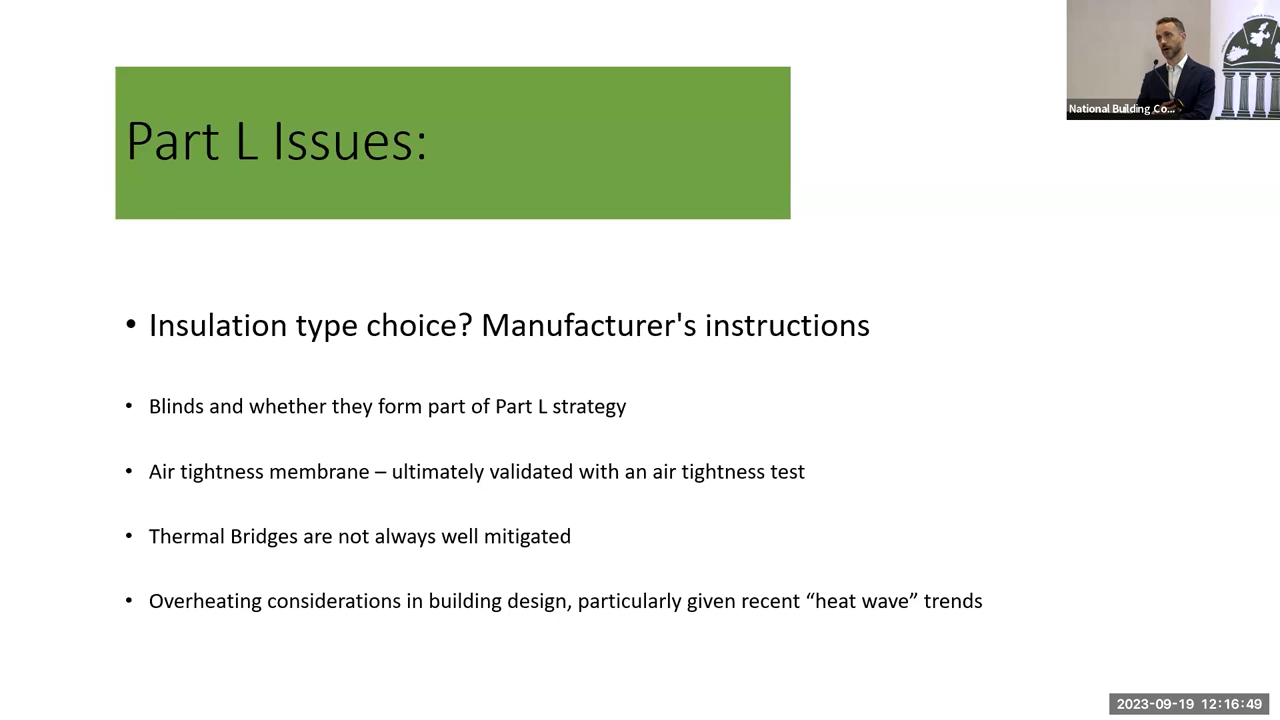 National Building Co...
Part L Issues:
• Insulation type choice? Manufacturer's instructions
• Blinds and whether they form part of Part L strategy
• Air tightness membrane – ultimately validated with an air tightness test
• Thermal Bridges are not always well mitigated
• Overheating considerations in building design, particularly given recent “heat wave” trends
2023-09-19 12:16:49